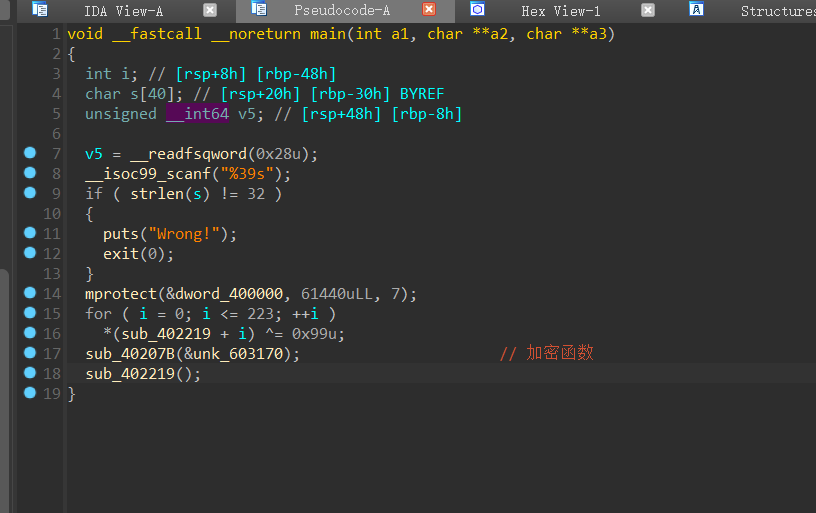 IDA View-A Pseudocode-A Hex View-1 Structures
1 void __fastcall __noreturn main(int a1, char **a2, char **a3)
2 {
3   int i; // [rsp+8h] [rbp-48h]
4   char s[40]; // [rsp+20h] [rbp-30h] BYREF
5   unsigned __int64 v5; // [rsp+48h] [rbp-8h]
6
7   v5 = __readfsqword(0x28u);
8   __isoc99_scanf("%39s");
9   if ( strlen(s) != 32 )
10   {
11     puts("Wrong!");
12     exit(0);
13   }
14   mprotect(&dword_400000, 61440uLL, 7);
15   for ( i = 0; i <= 223; ++i )
16     *(sub_402219 + i) ^= 0x99u;
17   sub_40207B(&unk_603170); // 加密函数
18   sub_402219();
19 }